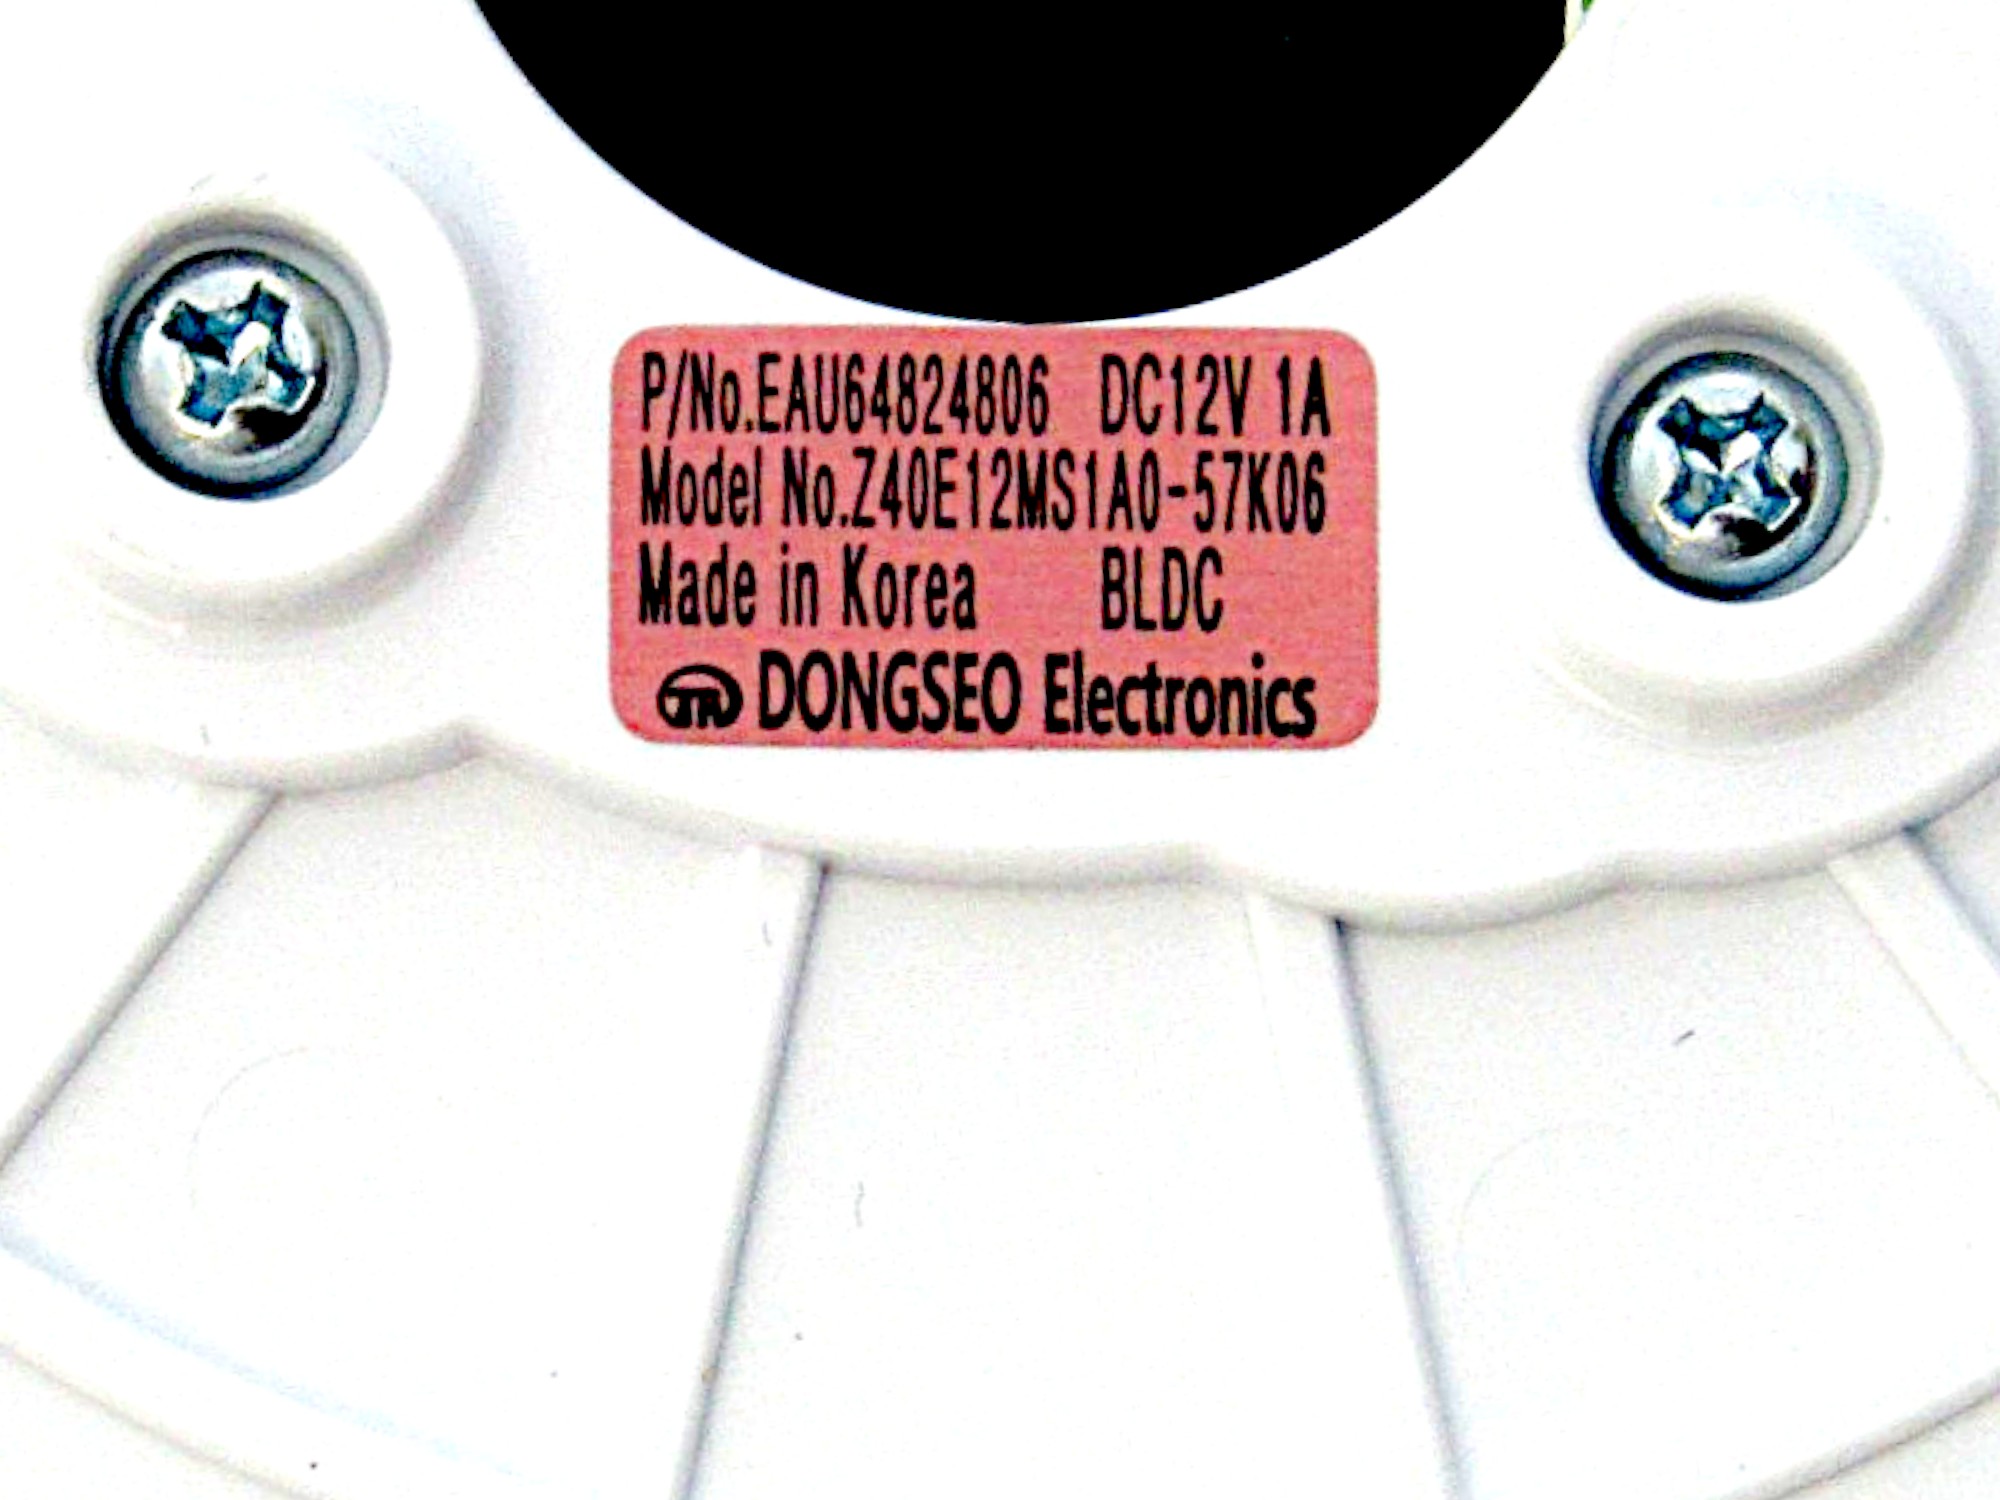 P/No.EAU64824806 DC12V 1A
Model No.Z40E12MS1A0-57K06
Made in Korea BLDC
DONGSEO Electronics